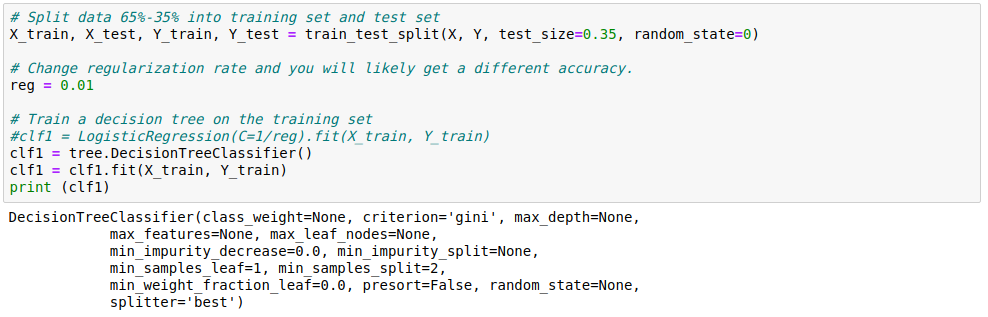 # Split data 65%-35% into training set and test set
X_train, X_test, Y_train, Y_test = train_test_split(X, Y, test_size=0.35, random_state=0)
# Change regularization rate and you will likely get a different accuracy.
reg = 0.01
# Train a decision tree on the training set
#clf1 = LogisticRegression(C=1/reg).fit(X_train, Y_train)
clf1 = tree.DecisionTreeClassifier()
clf1 = clf1.fit(X_train, Y_train)
print (clf1)
DecisionTreeClassifier(class_weight=None, criterion='gini', max_depth=None,
max_features=None, max_leaf_nodes=None,
min_impurity_decrease=0.0, min_impurity_split=None,
min_samples_leaf=1, min_samples_split=2,
min_weight_fraction_leaf=0.0, presort=False, random_state=None,
splitter='best')